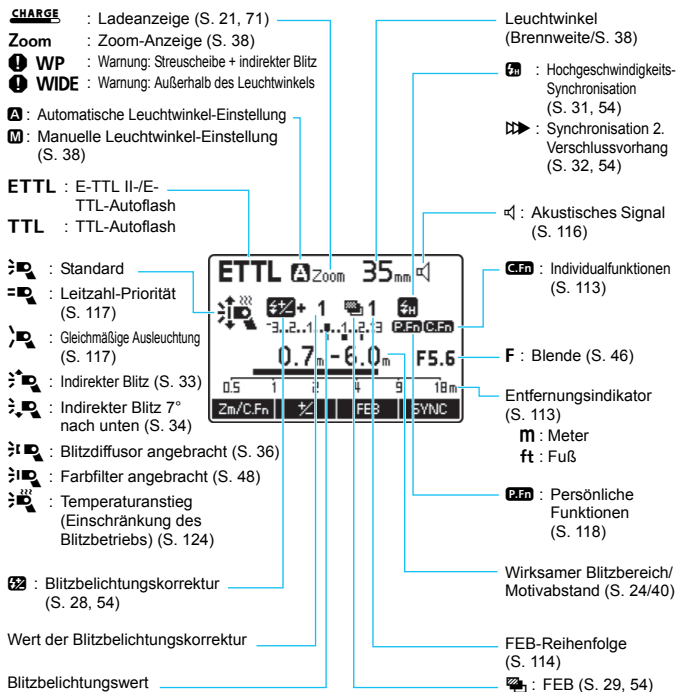 CHARGE : Ladeanzeige (S. 21, 71)
Zoom : Zoom-Anzeige (S. 38)
WP : Warnung: Streuscheibe + indirekter Blitz
WIDE : Warnung: Außerhalb des Leuchtwinkels
A : Automatische Leuchtwinkel-Einstellung
M : Manuelle Leuchtwinkel-Einstellung
(S. 38)
ETTL : E-TTL II-/E-
TTL-Autoflash
TTL : TTL-Autoflash
: Standard
: Leitzahl-Priorität
(S. 117)
: Gleichmäßige Ausleuchtung
(S. 117)
: Indirekter Blitz (S. 33)
: Indirekter Blitz 7°
nach unten (S. 34)
: Blitzdiffusor angebracht (S. 36)
: Farbfilter angebracht (S. 48)
: Temperaturanstieg
(Einschränkung des
Blitzbetriebs) (S. 124)
: Blitzbelichtungskorrektur
(S. 28, 54)
Wert der Blitzbelichtungskorrektur
Blitzbelichtungswert
ETTL A Zoom 35mm
+ 1 1 H
-3..2..1..▪..1..2.+3 P.Fn C.Fn
0.7m-6.0m F5.6
0.5 1 2 4 9 18m
Zm/C.Fn +/- FEB SYNC
Leuchtwinkel
(Brennweite/S. 38)
H : Hochgeschwindigkeits-
Synchronisation
(S. 31, 54)
: Synchronisation 2.
Verschlussvorhang
(S. 32, 54)
: Akustisches Signal
(S. 116)
C.Fn : Individualfunktionen
(S. 113)
F : Blende (S. 46)
Entfernungsindikator
(S. 113)
m : Meter
ft : Fuß
P.Fn : Persönliche
Funktionen
(S. 118)
Wirksamer Blitzbereich/
Motivabstand (S. 24/40)
FEB-Reihenfolge
(S. 114)
: FEB (S. 29, 54)